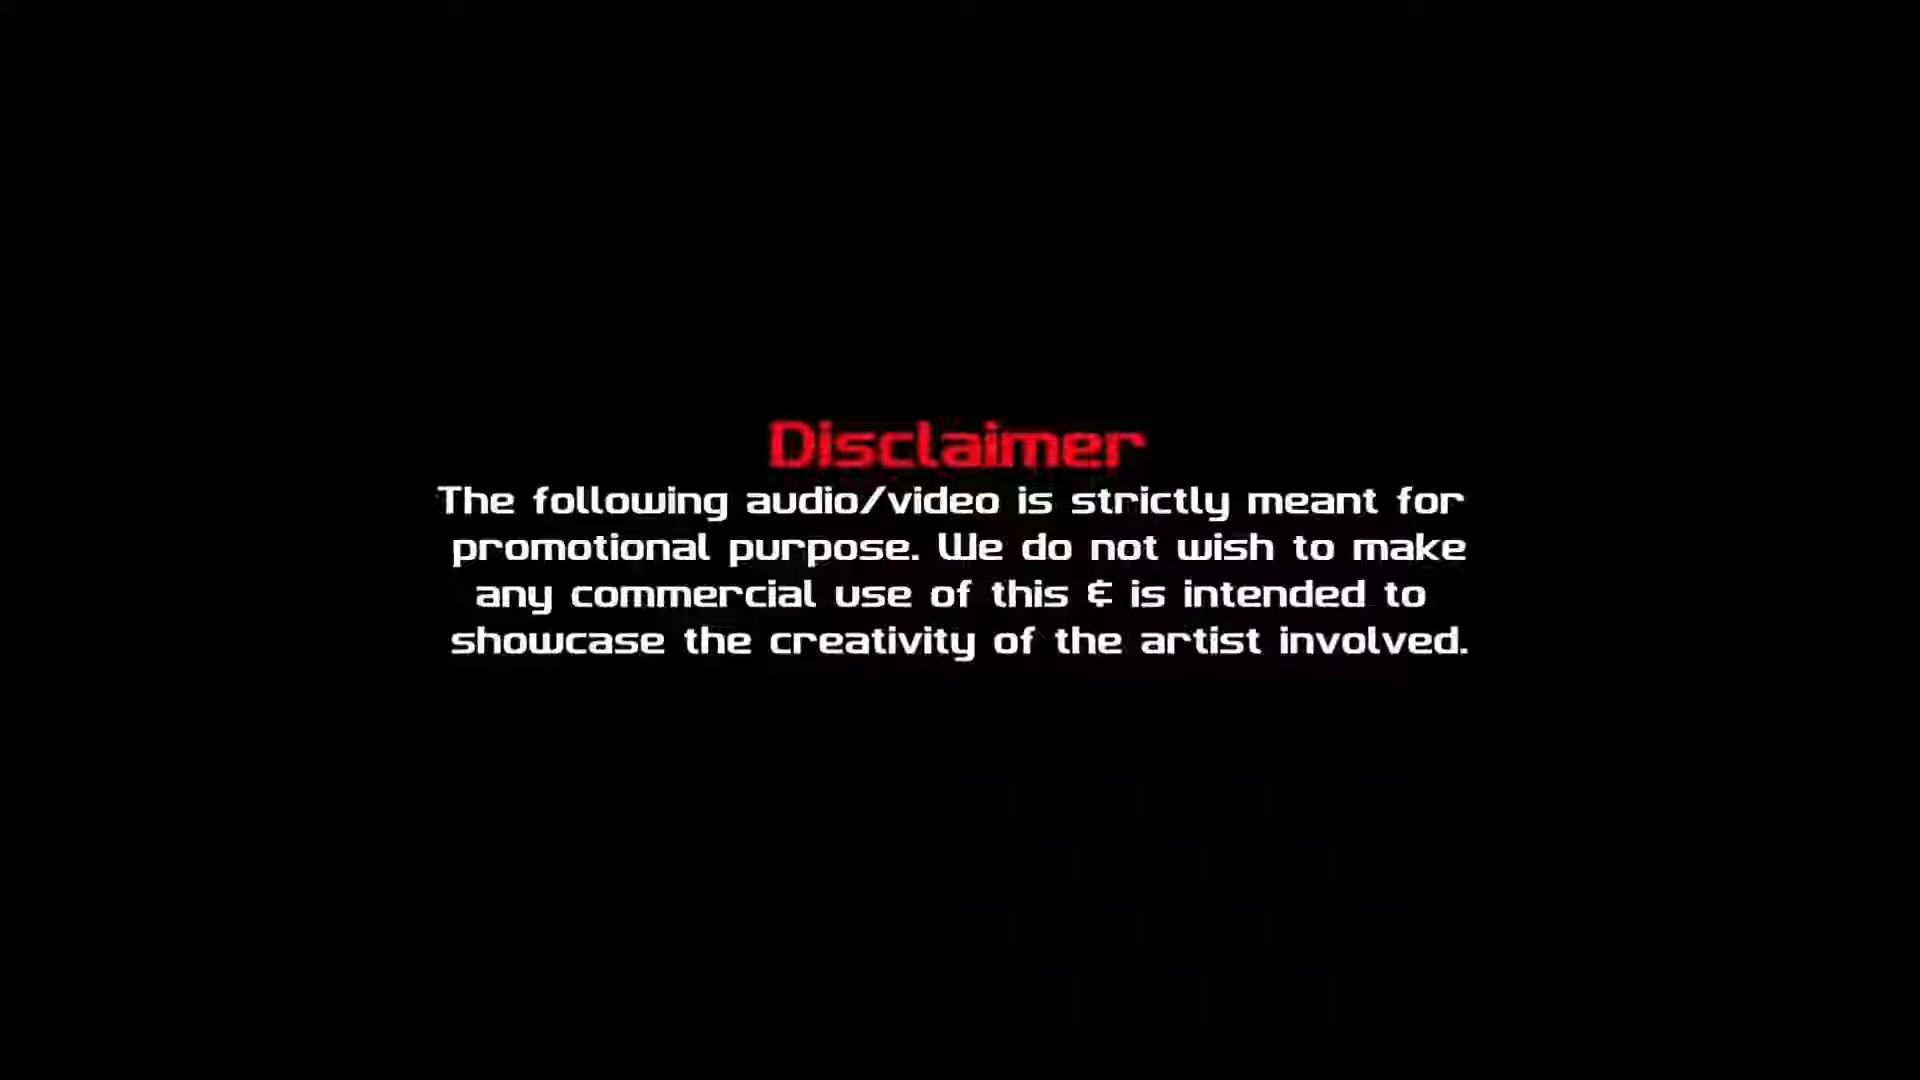 Disclaimer
The following audio/video is strictly meant for
promotional purpose. We do not wish to make
any commercial use of this & is intended to
showcase the creativity of the artist involved.